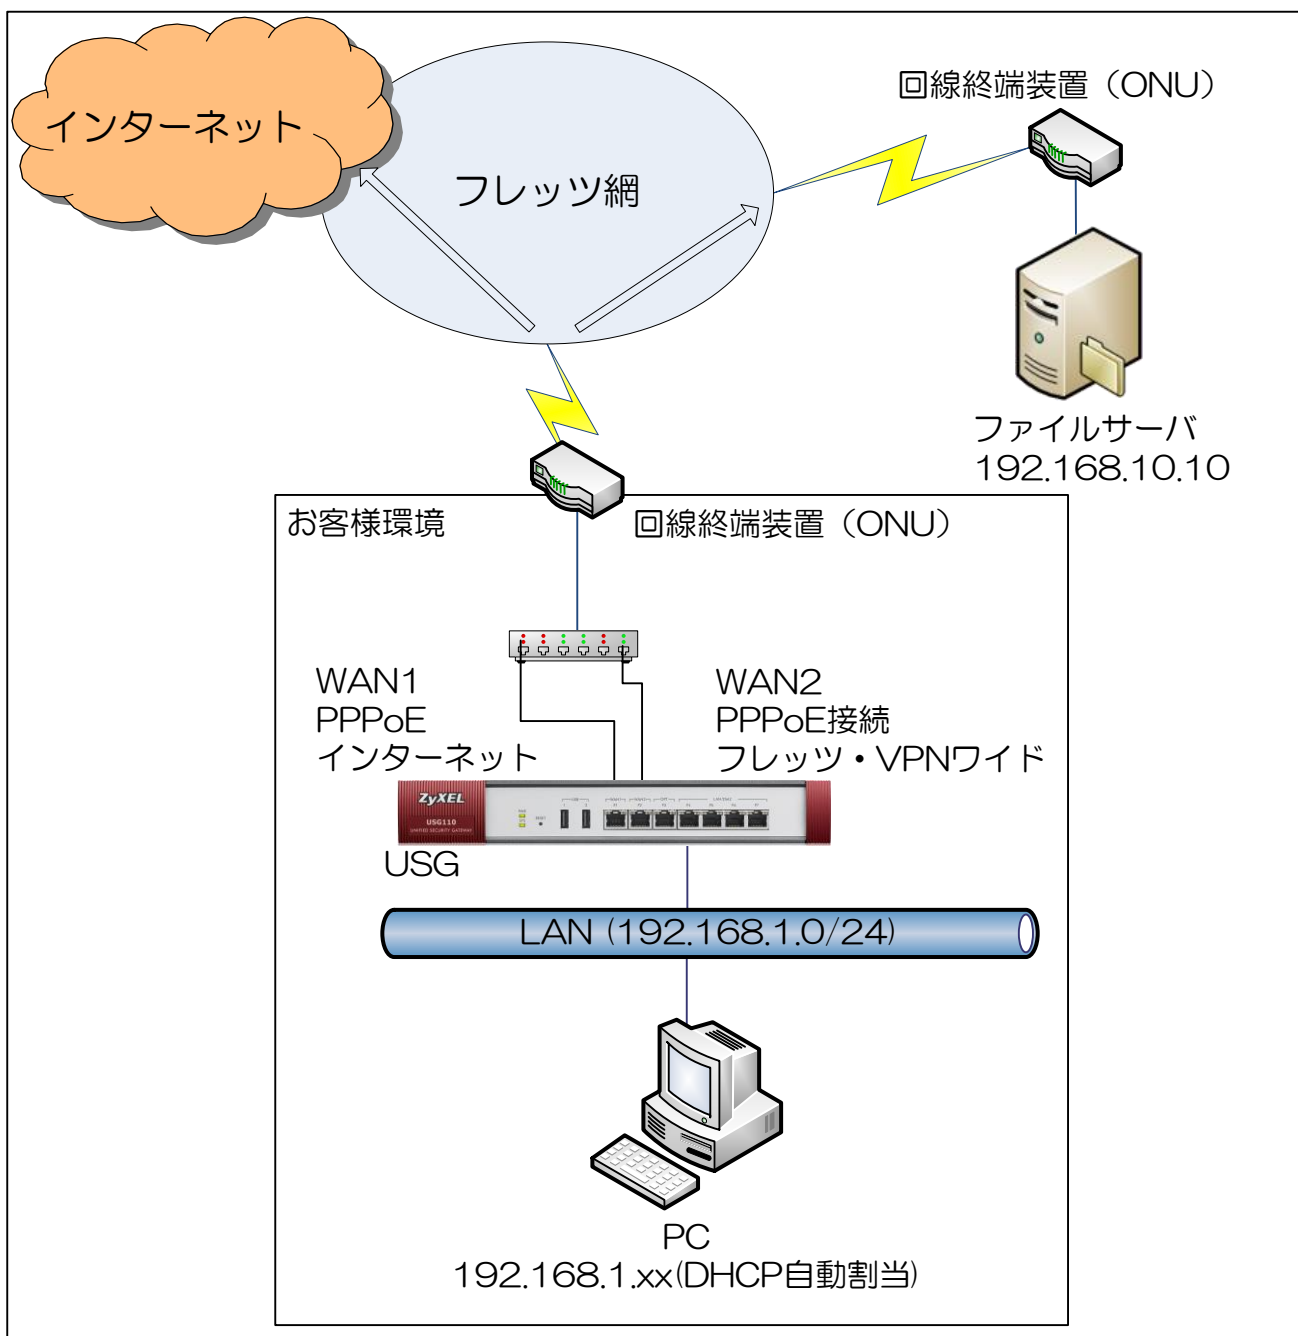 インターネット
フレッツ網
回線終端装置（ONU）
ファイルサーバ
192.168.10.10
お客様環境
回線終端装置（ONU）
WAN1
PPPoE
インターネット
WAN2
PPPoE接続
フレッツ・VPNワイド
ZyXEL
USG110
UNIFIED SECURITY GATEWAY
USG
LAN (192.168.1.0/24)
PC
192.168.1.xx(DHCP自動割当)